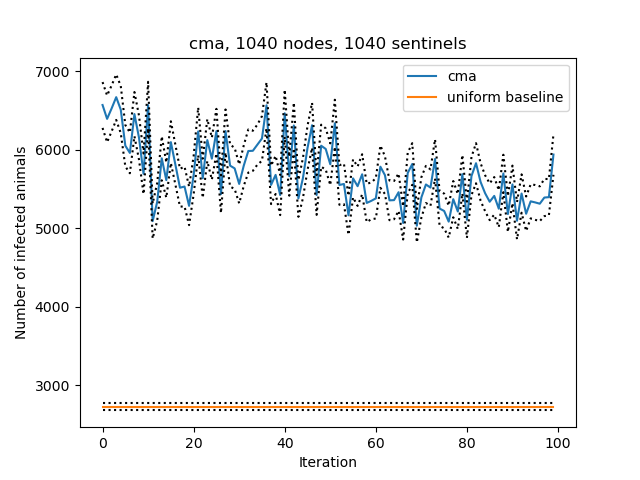 cma, 1040 nodes, 1040 sentinels
cma
uniform baseline
Number of infected animals
7000
6000
5000
4000
3000
0 20 40 60 80 100
Iteration